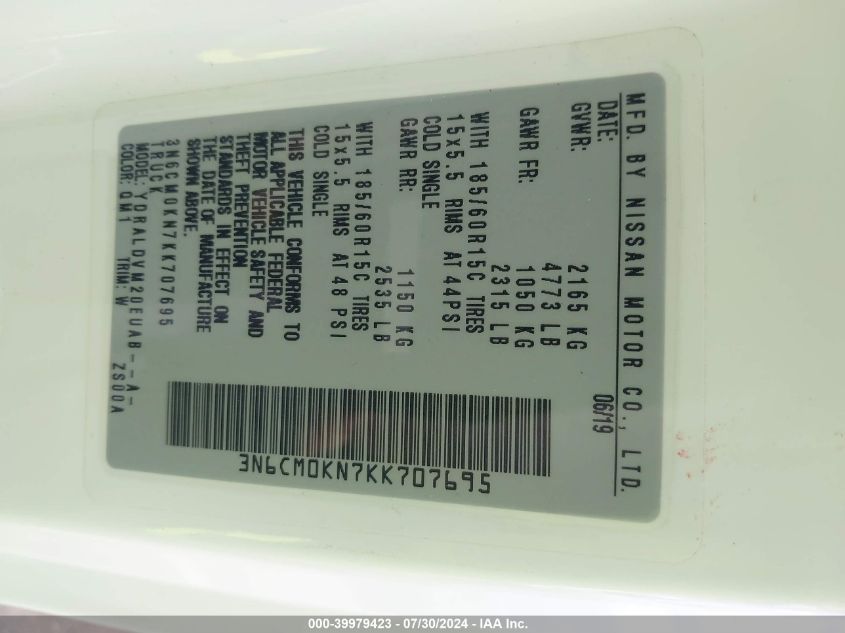 MFD. BY NISSAN MOTOR CO., LTD.
DATE: 06/19
GVWR: 2165 KG
4773 LB
GAWR FR: 1050 KG
2315 LB
WITH 185/60R15C TIRES
15x5.5 RIMS AT 44PSI
COLD SINGLE
GAWR RR: 1150 KG
2535 LB
WITH 185/60R15C TIRES
15x5.5 RIMS AT 48 PSI
COLD SINGLE
THIS VEHICLE CONFORMS TO
ALL APPLICABLE FEDERAL
MOTOR VEHICLE SAFETY AND
THEFT PREVENTION
STANDARDS IN EFFECT ON
THE DATE OF MANUFACTURE
SHOWN ABOVE.
3N6CM0KN7KK707695
TRUCK
MODEL: YDRALDVM20EUAB--A-
COLOR: QM1 TRIM: W ZS00A
3N6CM0KN7KK707695
000-39979423 / 07/30/2024 - IAA Inc.